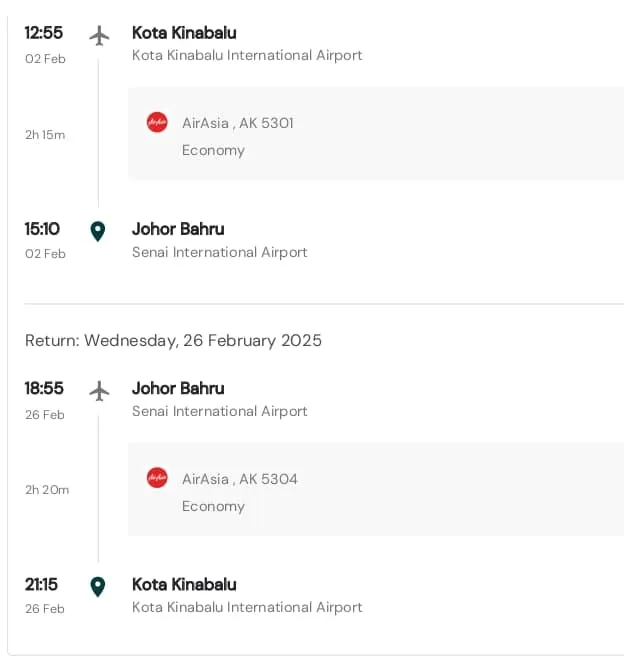 12:55
Kota Kinabalu
02 Feb
Kota Kinabalu International Airport
AirAsia
AirAsia , AK 5301
2h 15m
Economy
15:10
Johor Bahru
02 Feb
Senai International Airport
Return: Wednesday, 26 February 2025
18:55
Johor Bahru
26 Feb
Senai International Airport
AirAsia
AirAsia , AK 5304
2h 20m
Economy
21:15
Kota Kinabalu
26 Feb
Kota Kinabalu International Airport